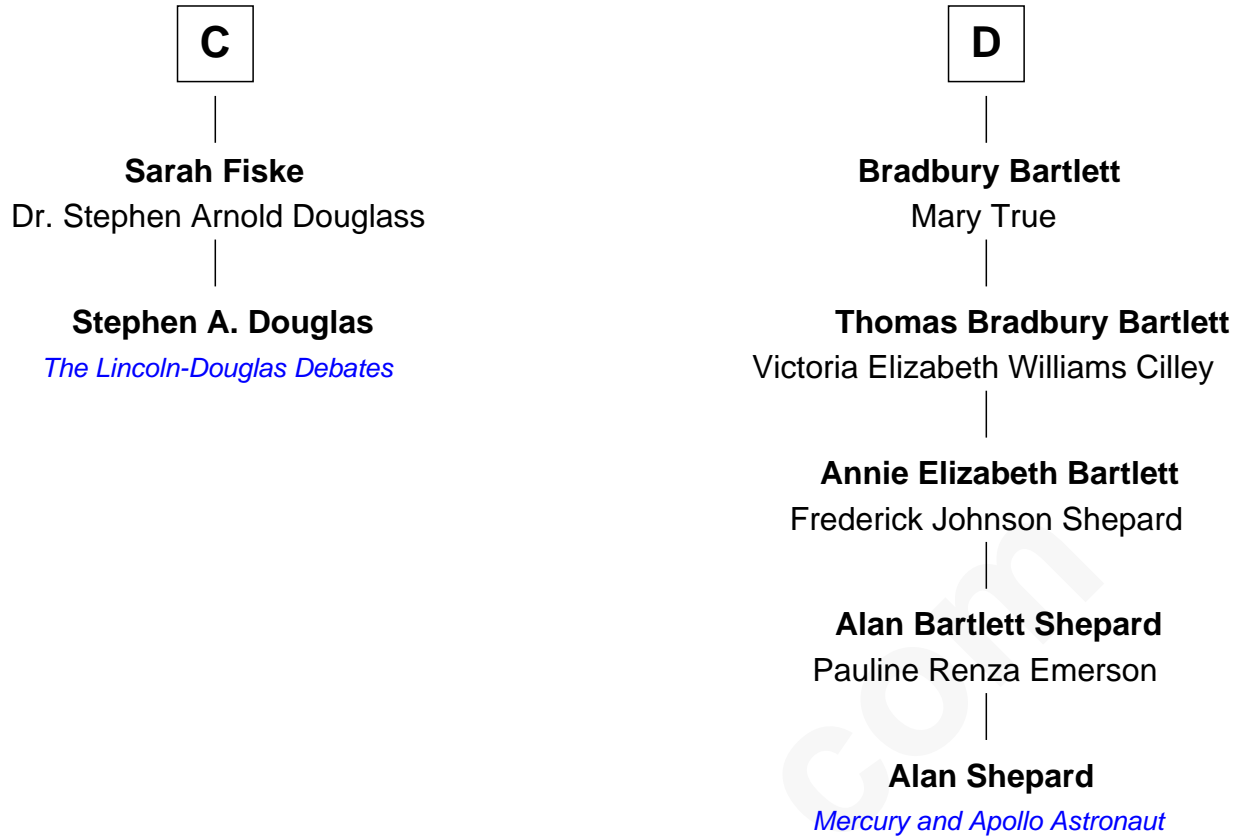 C
Sarah Fiske
Dr. Stephen Arnold Douglass
Stephen A. Douglas
The Lincoln-Douglas Debates
D
Bradbury Bartlett
Mary True
Thomas Bradbury Bartlett
Victoria Elizabeth Williams Cilley
Annie Elizabeth Bartlett
Frederick Johnson Shepard
Alan Bartlett Shepard
Pauline Renza Emerson
Alan Shepard
Mercury and Apollo Astronaut
com